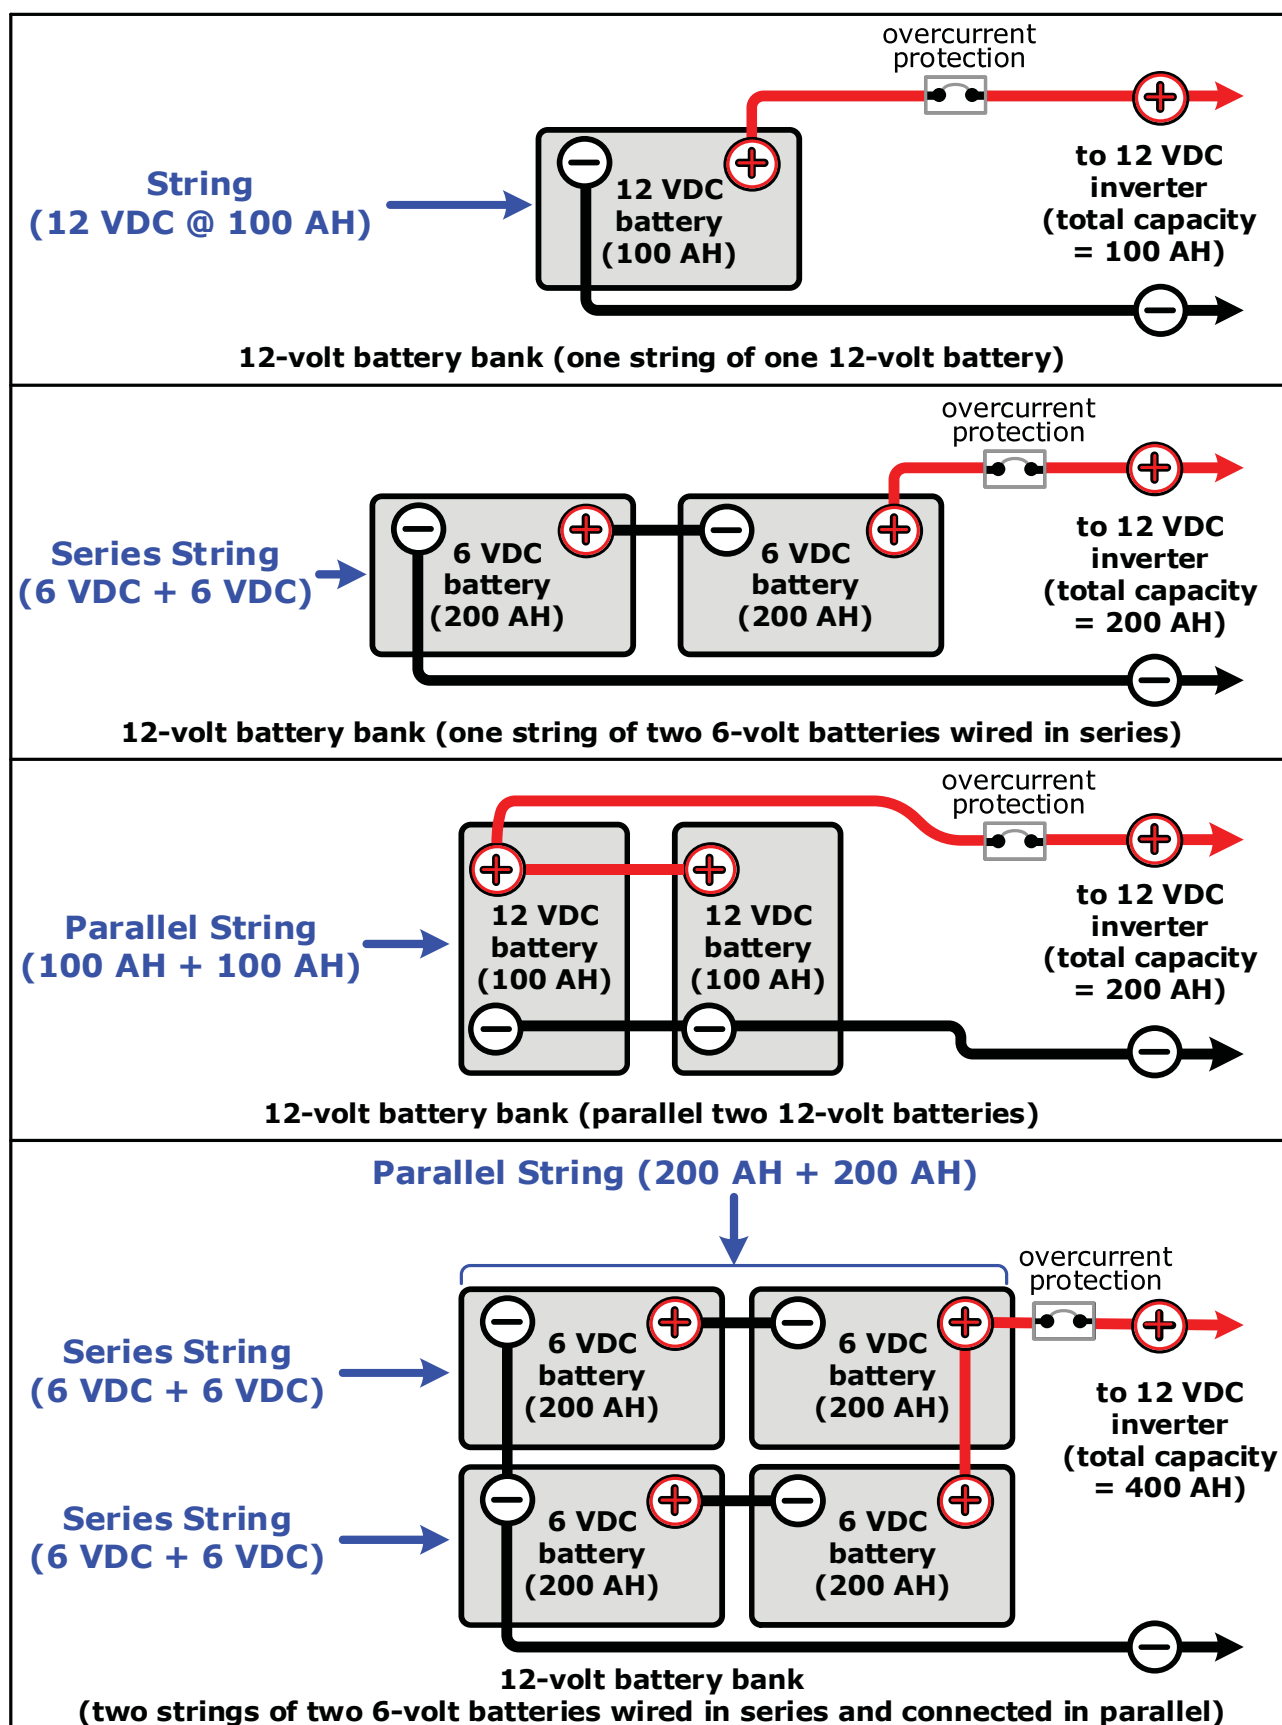 overcurrent
protection
String
(12 VDC @ 100 AH)
12 VDC
battery
(100 AH)
to 12 VDC
inverter
(total capacity
= 100 AH)
12-volt battery bank (one string of one 12-volt battery)
overcurrent
protection
Series String
(6 VDC + 6 VDC)
6 VDC
battery
(200 AH)
6 VDC
battery
(200 AH)
to 12 VDC
inverter
(total capacity
= 200 AH)
12-volt battery bank (one string of two 6-volt batteries wired in series)
overcurrent
protection
Parallel String
(100 AH + 100 AH)
12 VDC
battery
(100 AH)
12 VDC
battery
(100 AH)
to 12 VDC
inverter
(total capacity
= 200 AH)
12-volt battery bank (parallel two 12-volt batteries)
Parallel String (200 AH + 200 AH)
overcurrent
protection
Series String
(6 VDC + 6 VDC)
6 VDC
battery
(200 AH)
6 VDC
battery
(200 AH)
to 12 VDC
inverter
(total capacity
= 400 AH)
Series String
(6 VDC + 6 VDC)
6 VDC
battery
(200 AH)
6 VDC
battery
(200 AH)
12-volt battery bank
(two strings of two 6-volt batteries wired in series and connected in parallel)